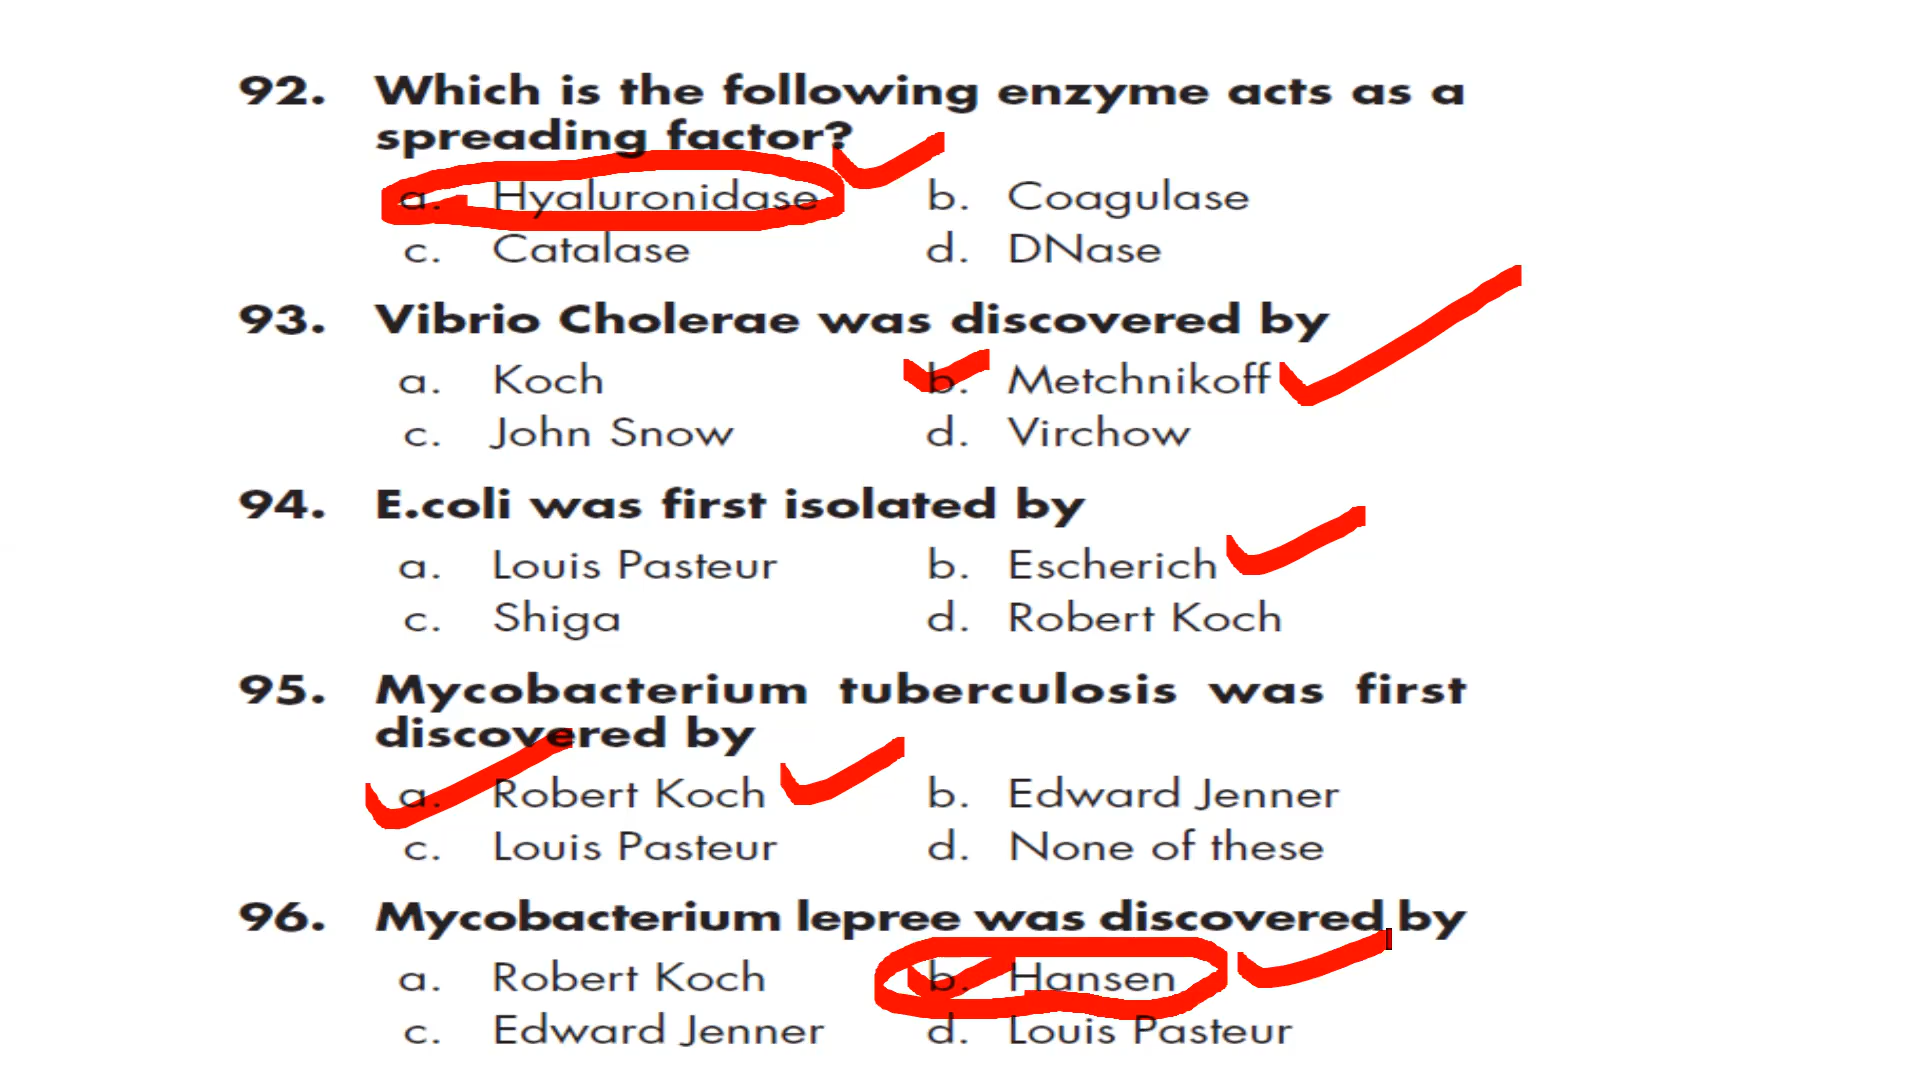 92. Which is the following enzyme acts as a
spreading factor?
a. Hyaluronidase b. Coagulase
c. Catalase d. DNase
93. Vibrio Cholerae was discovered by
a. Koch b. Metchnikoff
c. John Snow d. Virchow
94. E.coli was first isolated by
a. Louis Pasteur b. Escherich
c. Shiga d. Robert Koch
95. Mycobacterium tuberculosis was first
discovered by
a. Robert Koch b. Edward Jenner
c. Louis Pasteur d. None of these
96. Mycobacterium lepree was discovered by
a. Robert Koch b. Hansen
c. Edward Jenner d. Louis Pasteur